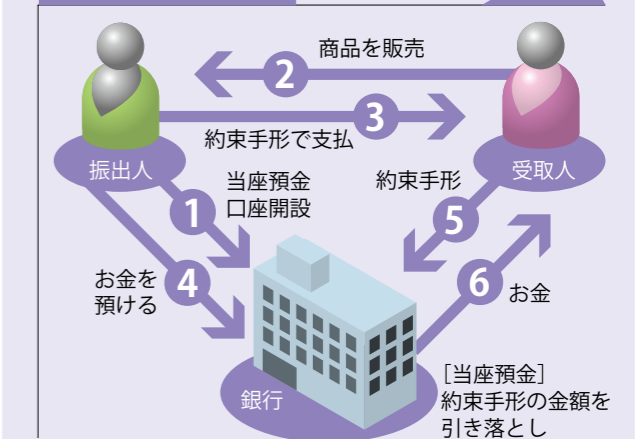 商品を販売
2
3
約束手形で支払
振出人
受取人
当座預金
口座開設
1
約束手形
5
お金を
預ける
4
6
お金
銀行
[当座預金]
約束手形の金額を
引き落とし